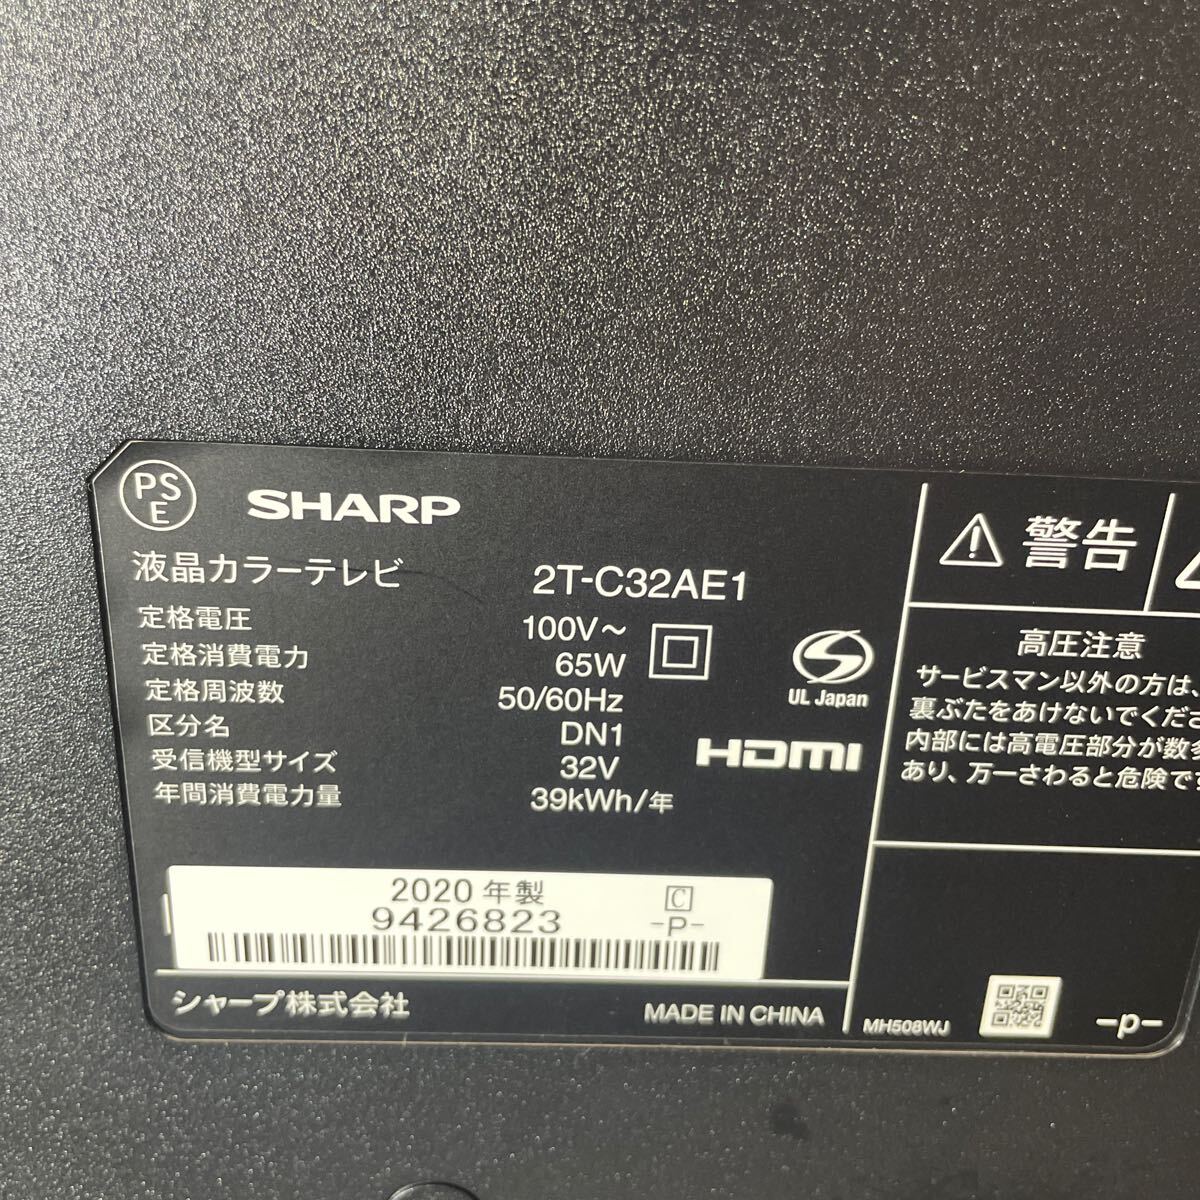 PS
E
SHARP
液晶カラーテレビ 2T-C32AE1
定格電圧 100V～
定格消費電力 65W
定格周波数 50/60Hz
区分名 DN1
受信機型サイズ 32V
年間消費電力量 39kWh/年
UL Japan
HDMI
2020 年製 C
9426823 -P-
シャープ株式会社 MADE IN CHINA
警告
高圧注意
サービスマン以外の方は、
裏ぶたをあけないでくださ
内部には高電圧部分が数多
あり、万一さわると危険です
MH508WJ -p-